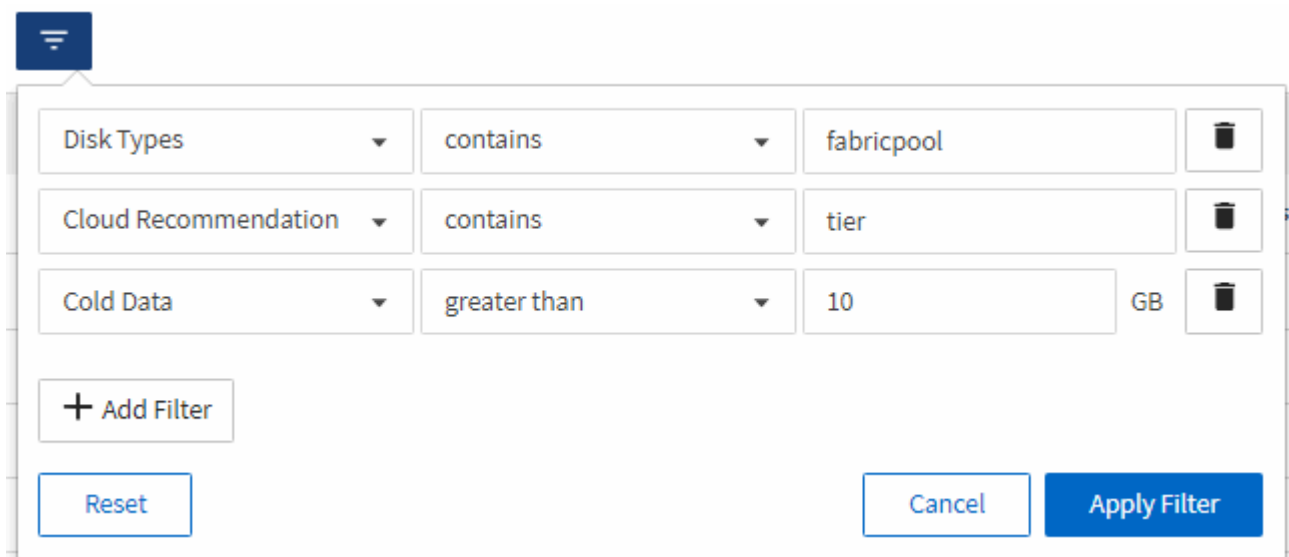 Disk Types contains fabricpool
Cloud Recommendation contains tier
Cold Data greater than 10 GB
+ Add Filter
Reset Cancel Apply Filter